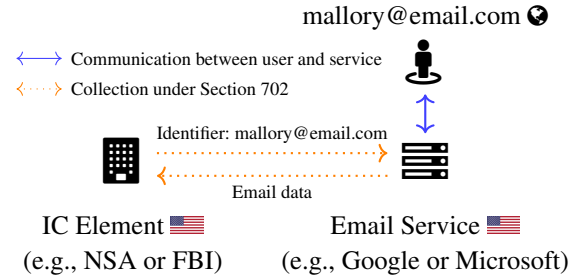 mallory@email.com
Communication between user and service
Collection under Section 702
Identifier: mallory@email.com
Email data
IC Element
(e.g., NSA or FBI)
Email Service
(e.g., Google or Microsoft)